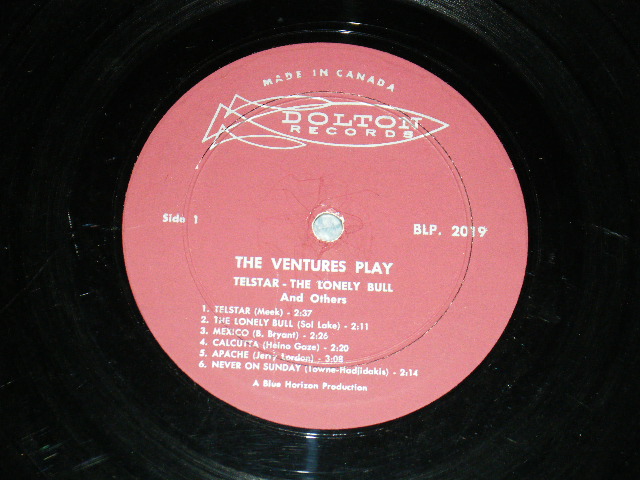 MADE IN CANADA
DOLTON
RECORDS
Side 1
BLP. 2019
THE VENTURES PLAY
TELSTAR - THE LONELY BULL
And Others
1. TELSTAR (Meek) - 2:37
2. THE LONELY BULL (Sol Lake) - 2:11
3. MEXICO (B. Bryant) - 2:26
4. CALCUTTA (Heino Gaze) - 2:20
5. APACHE (Jerry Lordon) - 3:08
6. NEVER ON SUNDAY (Towne-Hadjidakis) - 2:14
A Blue Horizon Production